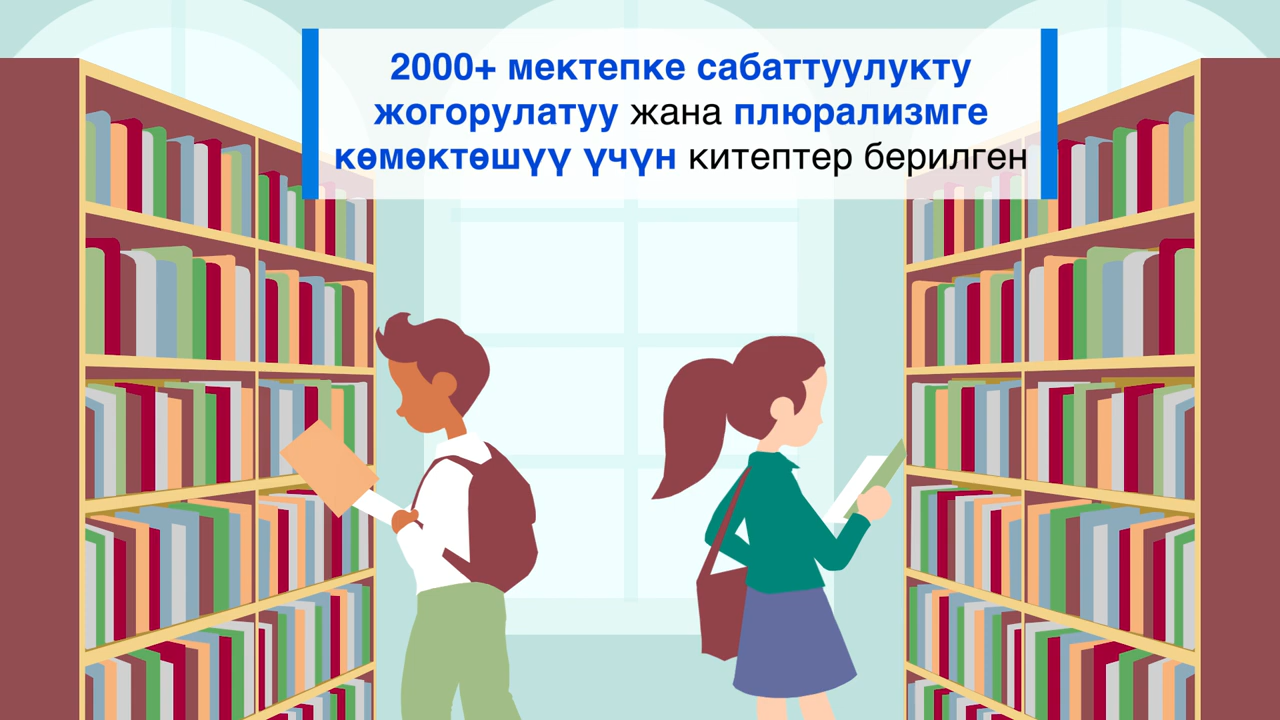 2000+ мектепке сабаттуулукту
жогорулатуу жана плюрализмге
көмөктөшүү үчүн китептер берилген